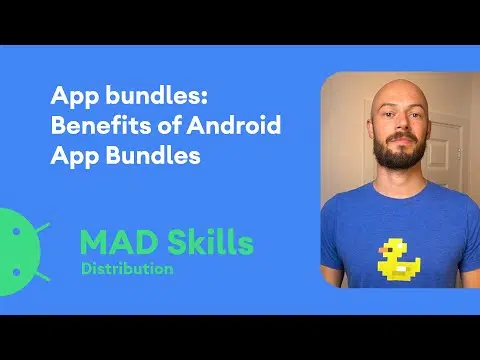 App bundles:
Benefits of Android
App Bundles
MAD Skills
Distribution